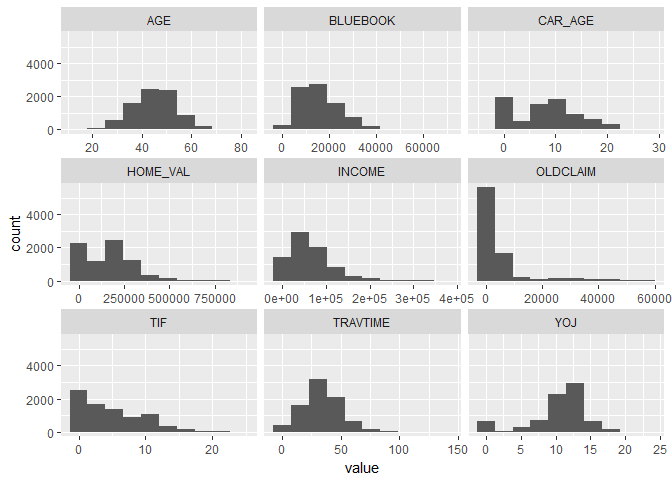 AGE BLUEBOOK CAR_AGE
4000
2000
0
20 40 60 80 0 20000 40000 60000 0 10 20 30
HOME_VAL INCOME OLDCLAIM
4000
2000
0
0 250000 500000 750000 0e+00 1e+05 2e+05 3e+05 4e+05 0 20000 40000 60000
TIF TRAVTIME YOJ
4000
2000
0
0 10 20 0 50 100 150 0 5 10 15 20 25
count
value